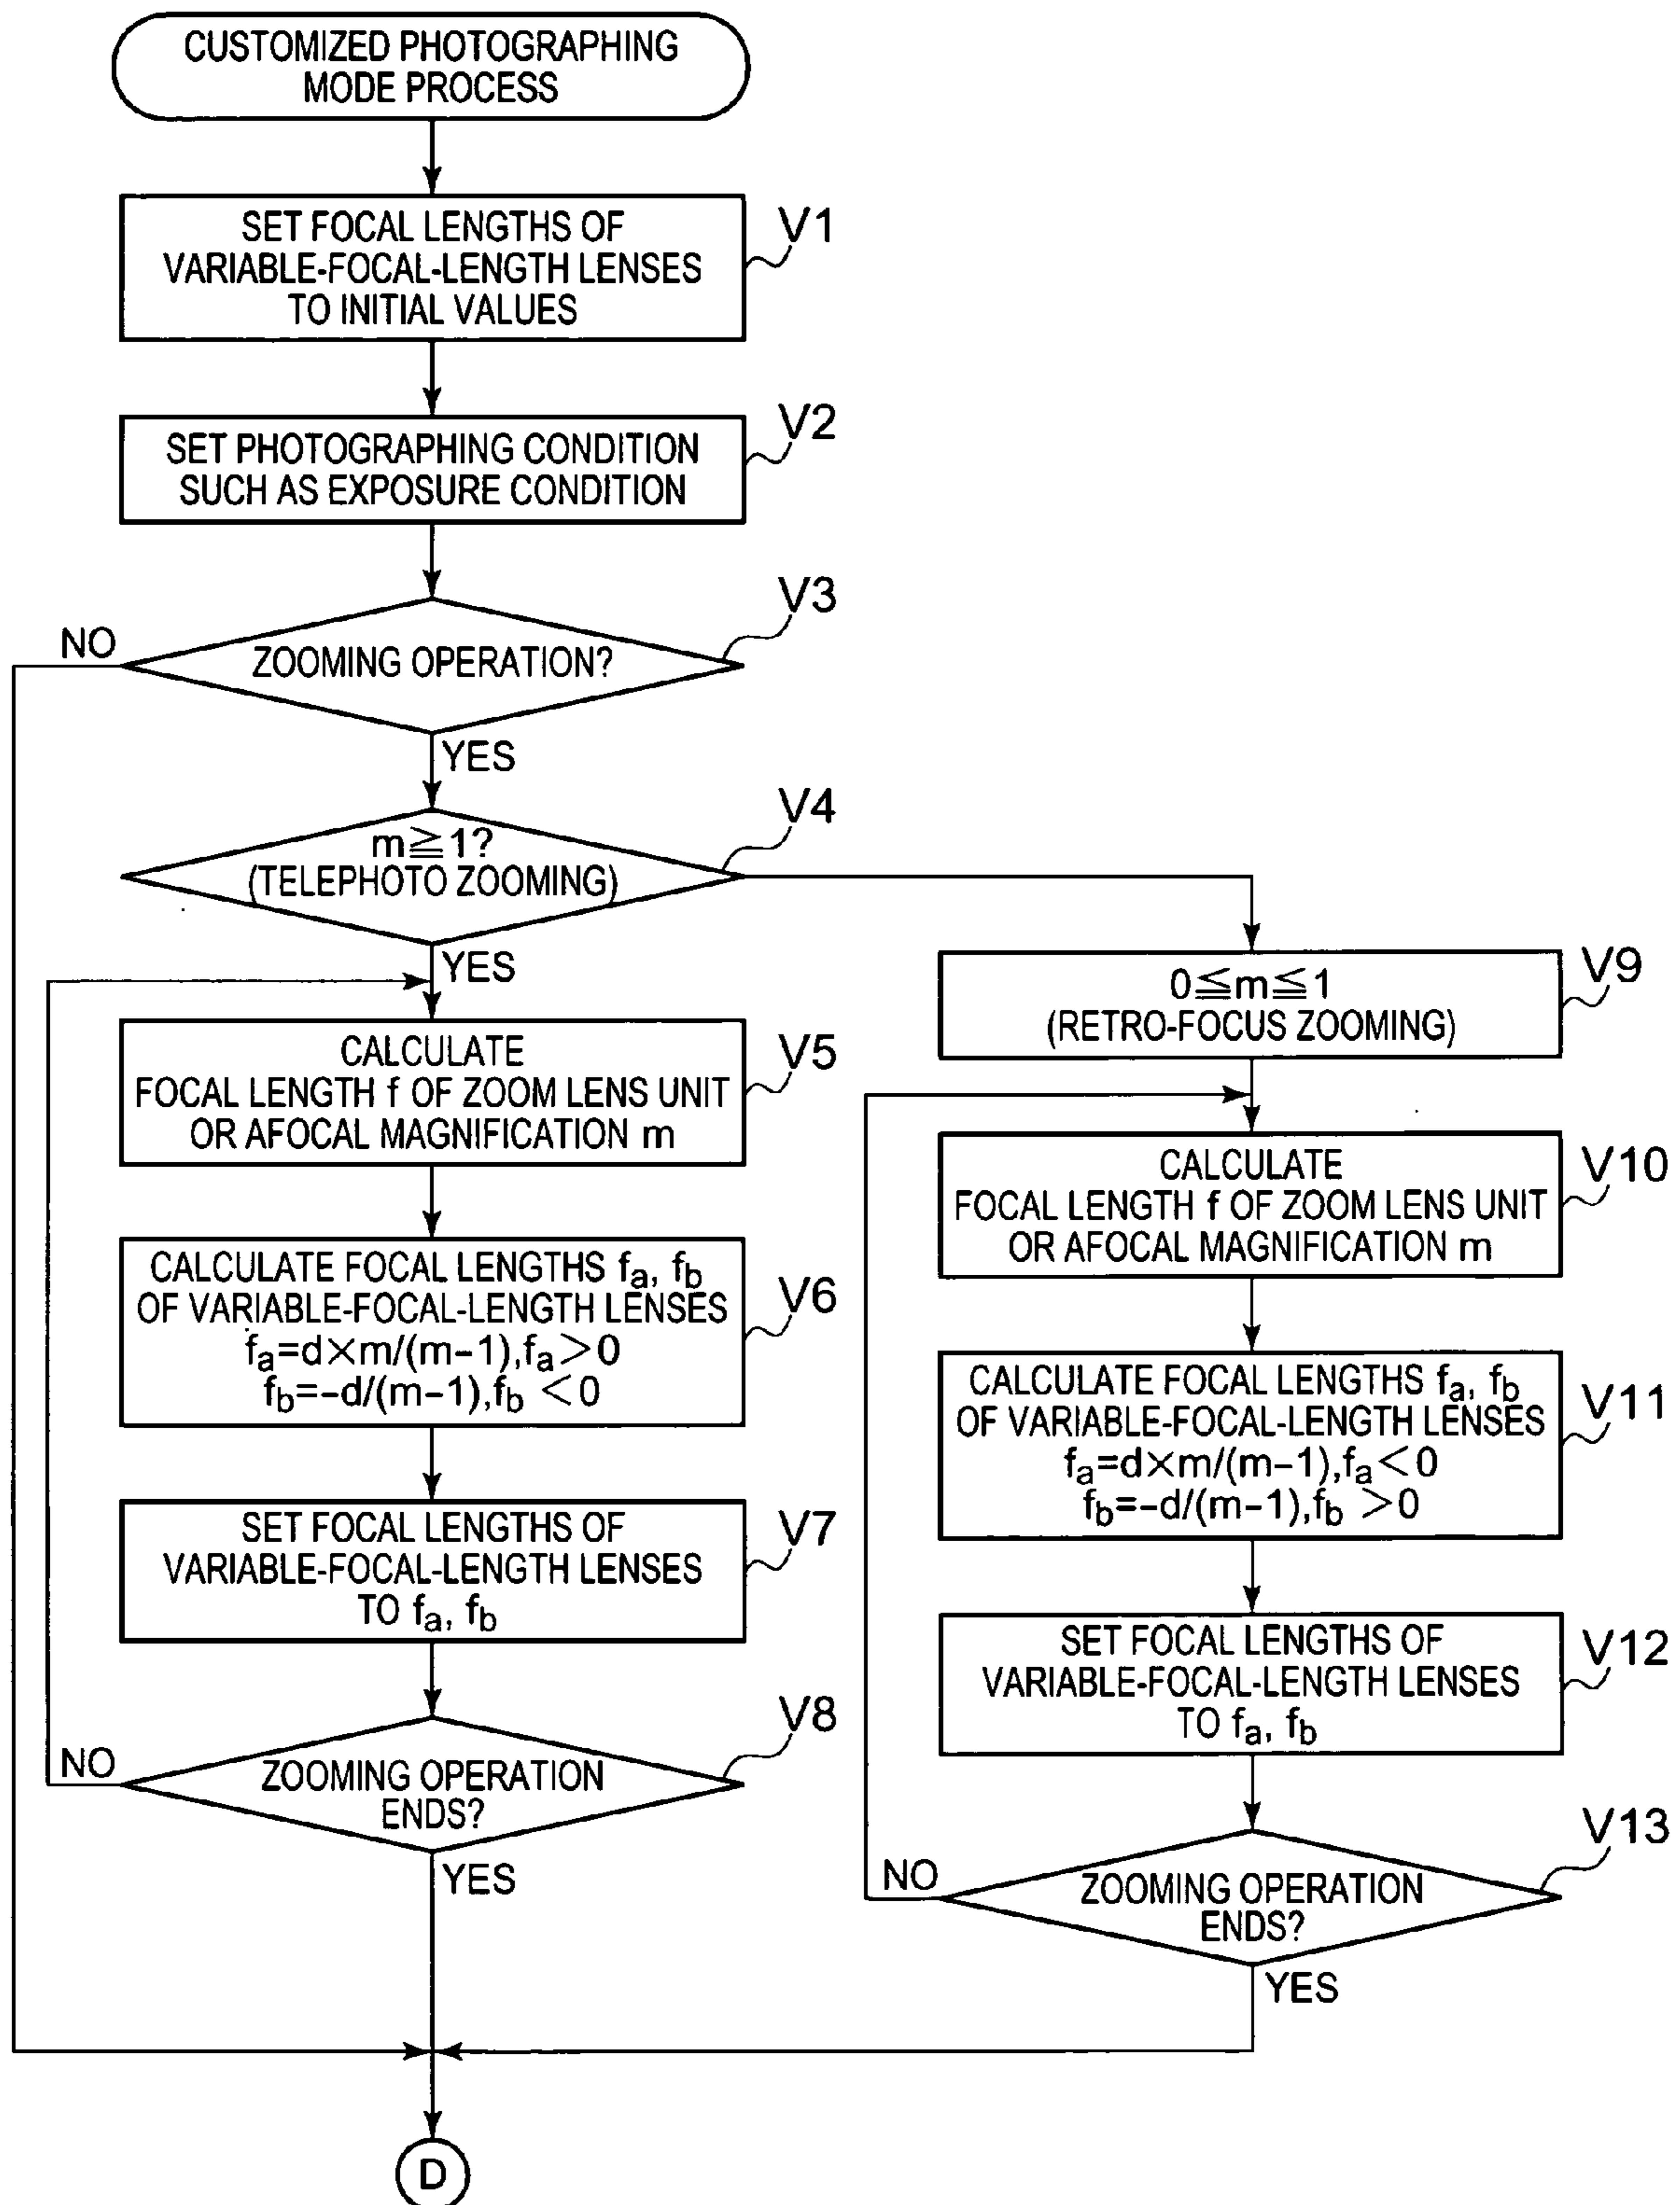 CUSTOMIZED PHOTOGRAPHING
MODE PROCESS
SET FOCAL LENGTHS OF
VARIABLE-FOCAL-LENGTH LENSES
TO INITIAL VALUES
V1
SET PHOTOGRAPHING CONDITION
SUCH AS EXPOSURE CONDITION
V2
V3
NO
ZOOMING OPERATION?
YES
V4
m≧1?
(TELEPHOTO ZOOMING)
YES
CALCULATE
FOCAL LENGTH f OF ZOOM LENS UNIT
OR AFOCAL MAGNIFICATION m
V5
CALCULATE FOCAL LENGTHS fa, fb
OF VARIABLE-FOCAL-LENGTH LENSES
fa=d×m/(m-1),fa>0
fb=-d/(m-1),fb <0
V6
SET FOCAL LENGTHS OF
VARIABLE-FOCAL-LENGTH LENSES
TO fa, fb
V7
V8
NO
ZOOMING OPERATION
ENDS?
YES
V9
0≦m≦1
(RETRO-FOCUS ZOOMING)
V10
CALCULATE
FOCAL LENGTH f OF ZOOM LENS UNIT
OR AFOCAL MAGNIFICATION m
CALCULATE FOCAL LENGTHS fa, fb
OF VARIABLE-FOCAL-LENGTH LENSES
fa=d×m/(m-1),fa<0
fb=-d/(m-1),fb >0
V11
SET FOCAL LENGTHS OF
VARIABLE-FOCAL-LENGTH LENSES
TO fa, fb
V12
V13
NO
ZOOMING OPERATION
ENDS?
YES
D